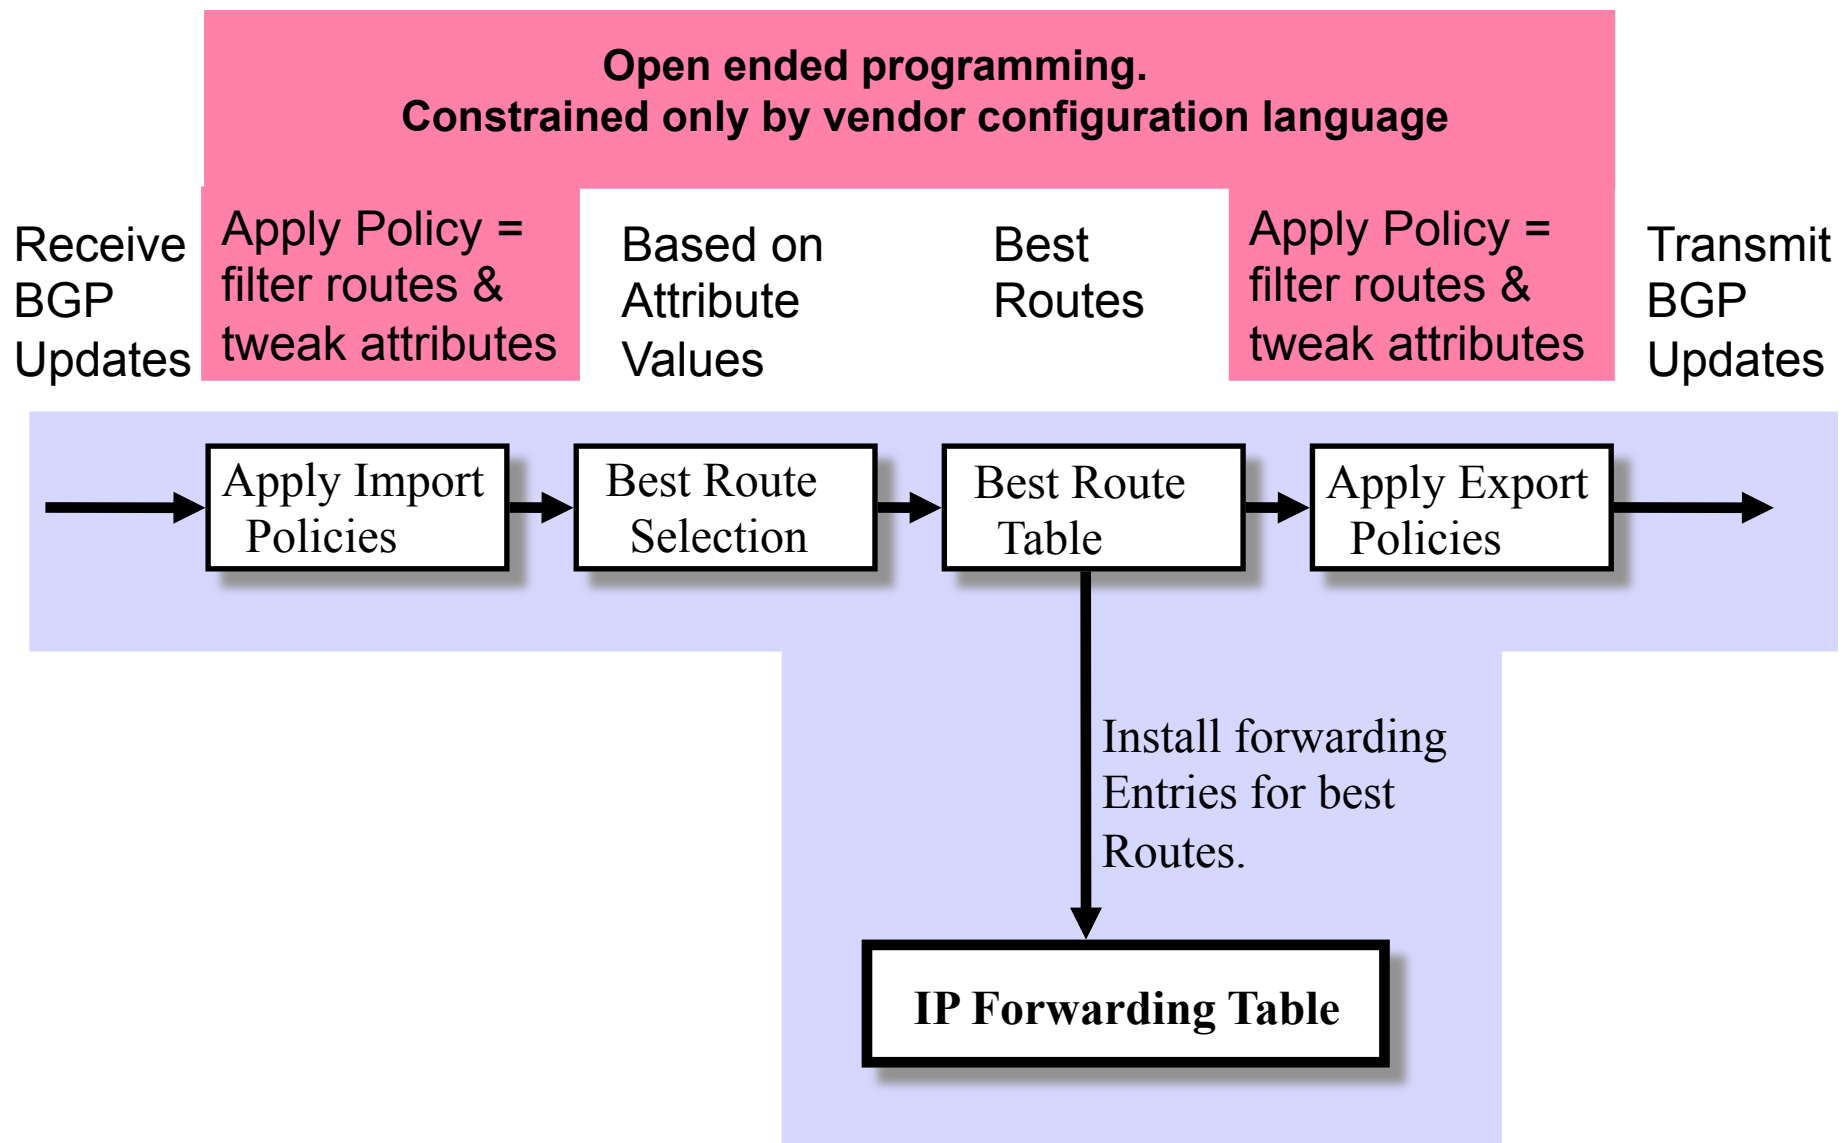 Open ended programming.
Constrained only by vendor configuration language
Receive
BGP
Updates
Apply Policy =
filter routes &
tweak attributes
Based on
Attribute
Values
Best
Routes
Apply Policy =
filter routes &
tweak attributes
Transmit
BGP
Updates
Apply Import
Policies
Best Route
Selection
Best Route
Table
Apply Export
Policies
Install forwarding
Entries for best
Routes.
IP Forwarding Table